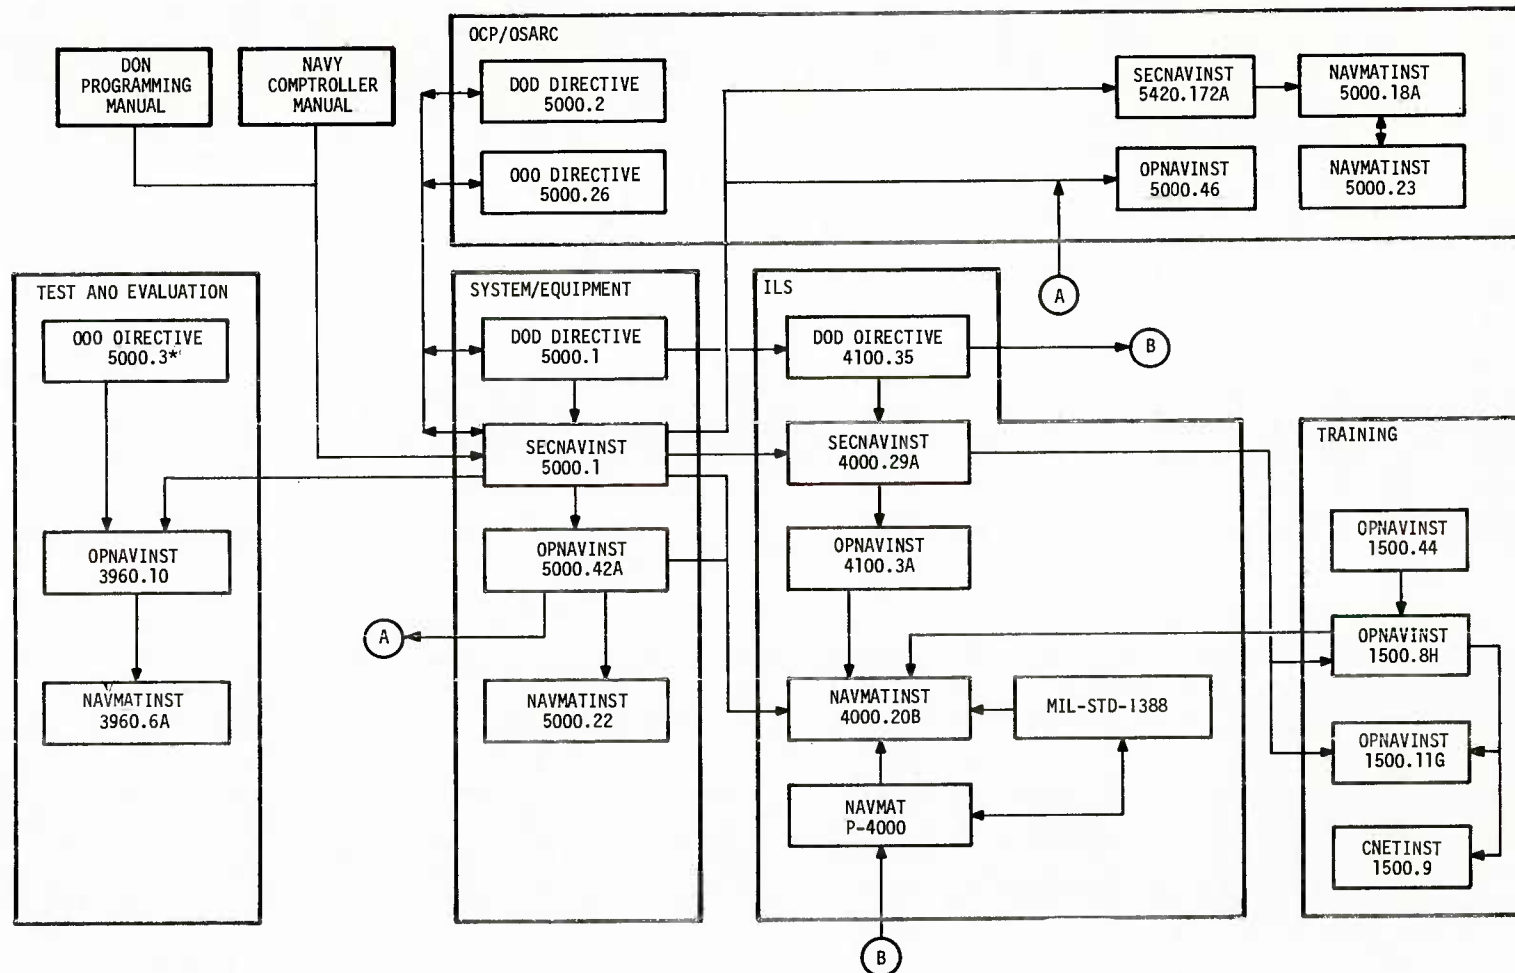 OCP/OSARC
DON
PROGRAMMING
MANUAL
NAVY
COMPTROLLER
MANUAL
DOD DIRECTIVE
5000.2
OOO DIRECTIVE
5000.26
SECNAVINST
5420.172A
NAVMATINST
5000.18A
OPNAVINST
5000.46
NAVMATINST
5000.23
A
TEST ANO EVALUATION
OOO OIRECTIVE
5000.3*
OPNAVINST
3960.10
NAVMATINST
3960.6A
SYSTEM/EQUIPMENT
DOD DIRECTIVE
5000.1
SECNAVINST
5000.1
OPNAVINST
5000.42A
NAVMATINST
5000.22
A
ILS
DOD OIRECTIVE
4100.35
B
SECNAVINST
4000.29A
OPNAVINST
4100.3A
NAVMATINST
4000.20B
MIL-STD-1388
NAVMAT
P-4000
B
TRAINING
OPNAVINST
1500.44
OPNAVINST
1500.8H
OPNAVINST
1500.11G
CNETINST
1500.9